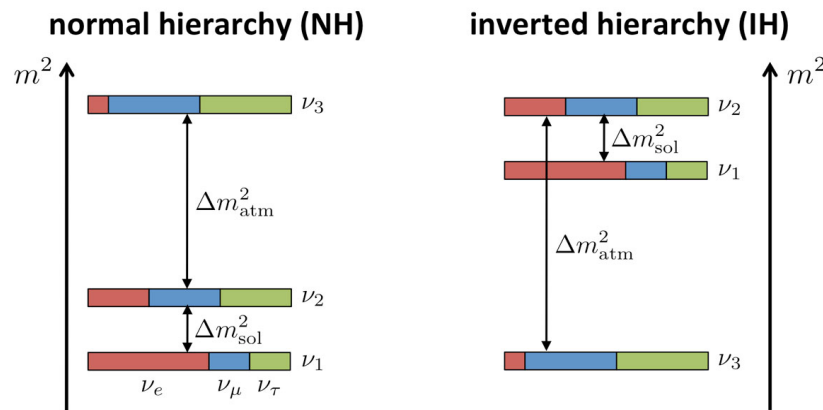 normal hierarchy (NH)
m²
ν₃
Δm²atm
ν₂
Δm²sol
ν₁
νe νμ ντ
inverted hierarchy (IH)
m²
ν₂
Δm²sol
ν₁
Δm²atm
ν₃